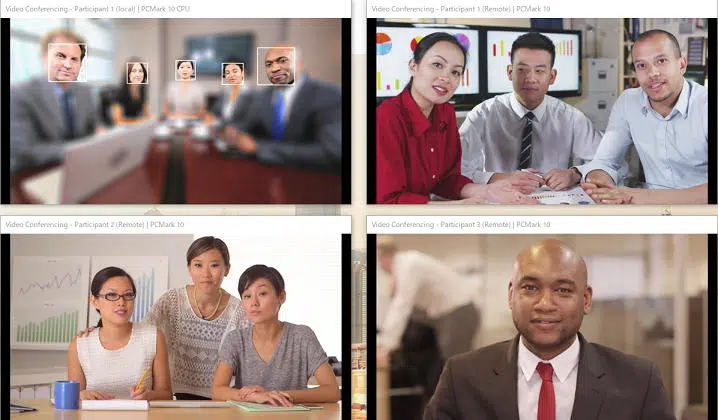 Video Conferencing - Participant 1 (local) | PCMark 10 CPU
Video Conferencing - Participant 1 (Remote) | PCMark 10
Video Conferencing - Participant 2 (Remote) | PCMark 10
Video Conferencing - Participant 3 (Remote) | PCMark 10